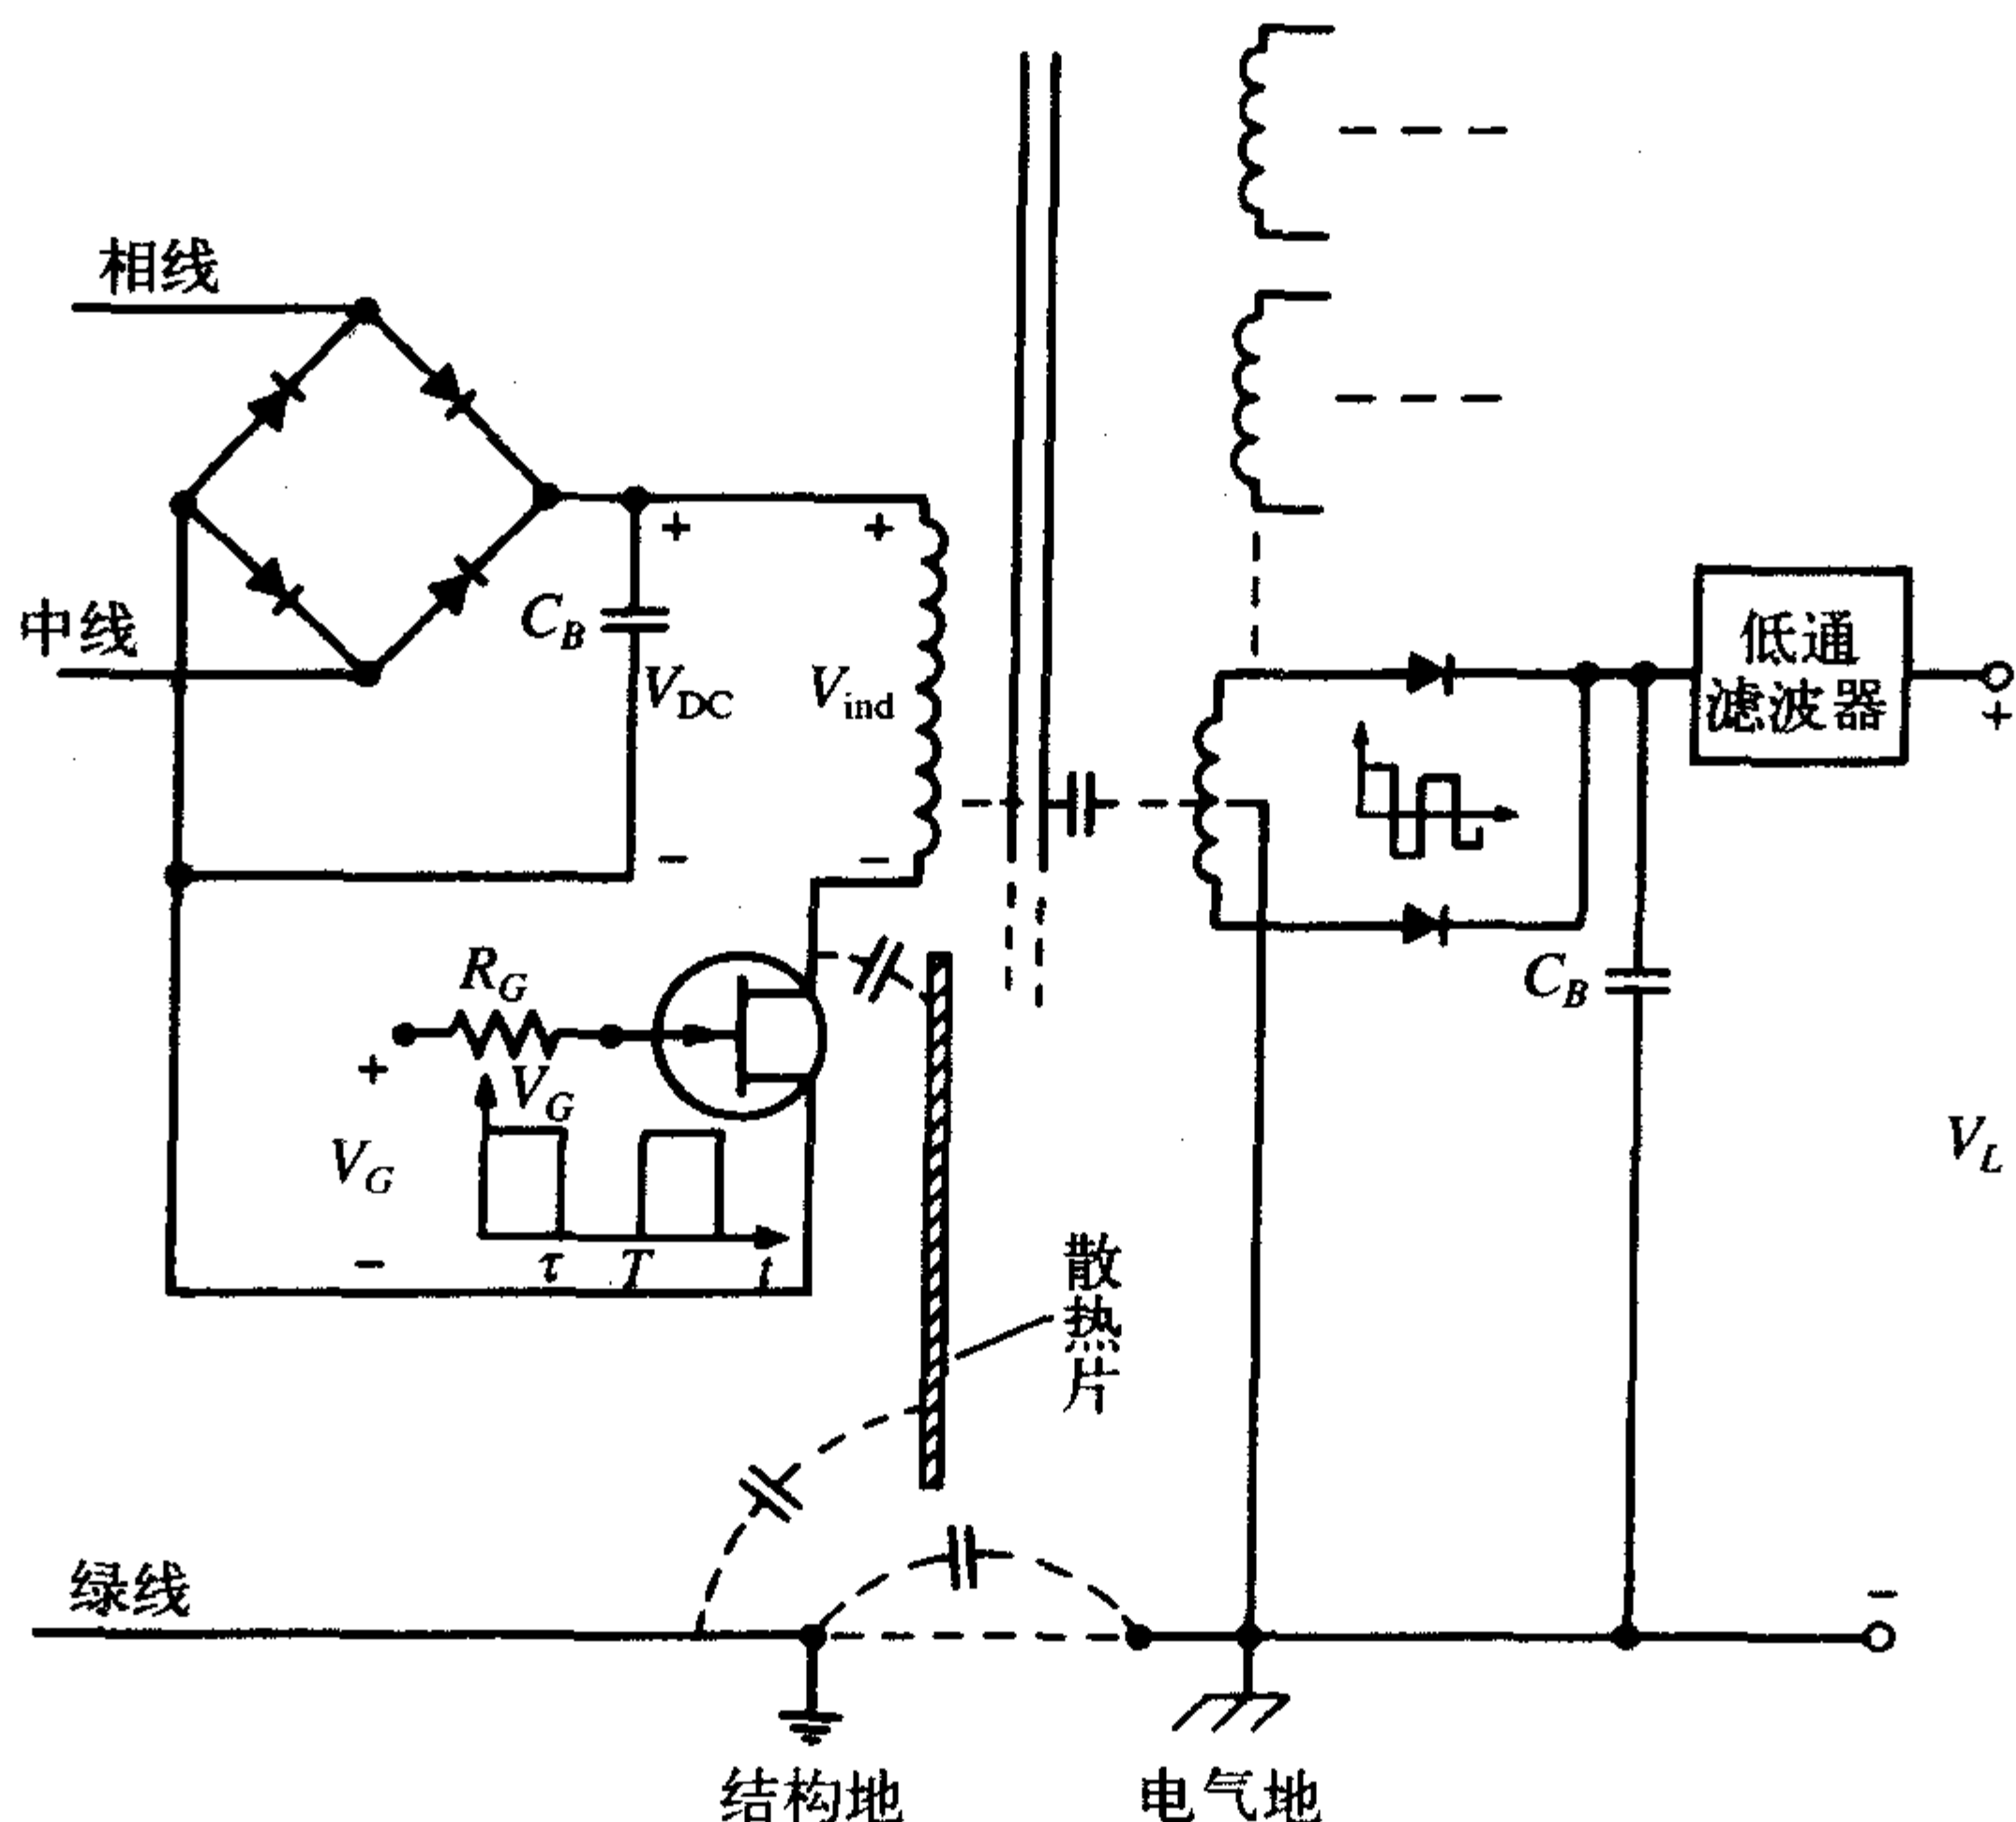 相线
中线
C_B
V_DC
V_ind
+
+
−
−
低通
滤波器
+
R_G
V_G
+
V_G
−
τ
T
t
C_B
V_L
散
热
片
绿线
−
结构地
电气地